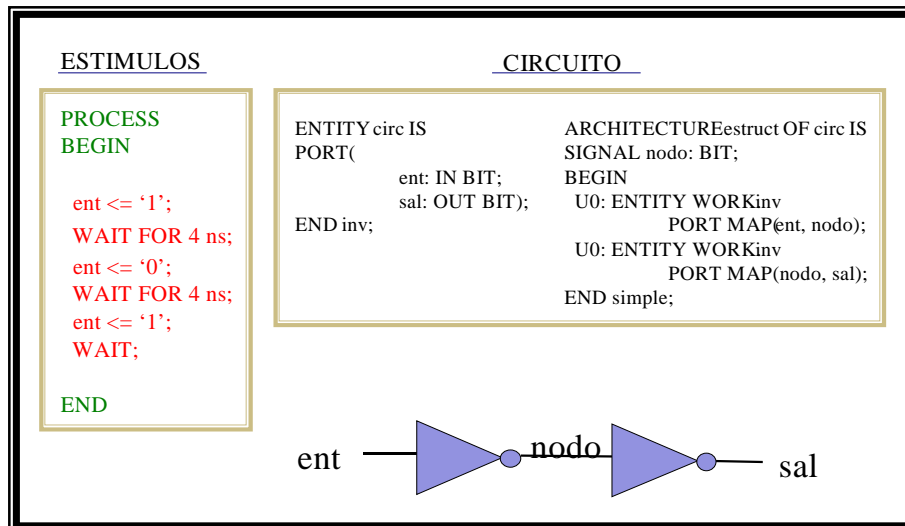 ESTIMULOS
PROCESS
BEGIN
ent <= ‘1’;
WAIT FOR 4 ns;
ent <= ‘0’;
WAIT FOR 4 ns;
ent <= ‘1’;
WAIT;
END
CIRCUITO
ENTITY circ IS
PORT(
ent: IN BIT;
sal: OUT BIT);
END inv;
ARCHITECTUREestruct OF circ IS
SIGNAL nodo: BIT;
BEGIN
U0: ENTITY WORKinv
PORT MAP(ent, nodo);
U0: ENTITY WORKinv
PORT MAP(nodo, sal);
END simple;
ent
nodo
sal